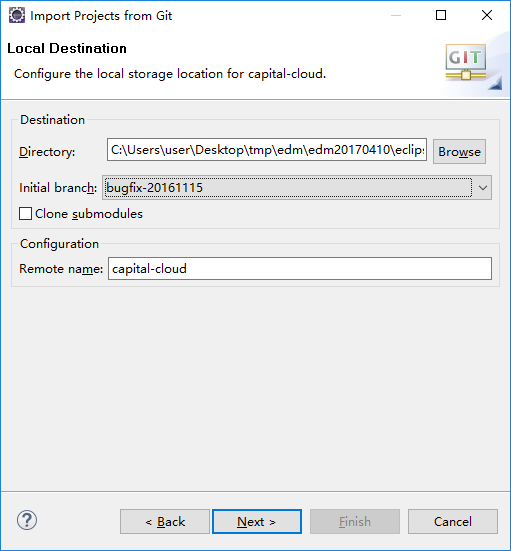 Import Projects from Git
Local Destination
Configure the local storage location for capital-cloud.
GIT
Destination
Directory: C:\Users\user\Desktop\tmp\edm\edm20170410\eclips Browse
Initial branch: bugfix-20161115
Clone submodules
Configuration
Remote name: capital-cloud
?
< Back Next > Finish Cancel